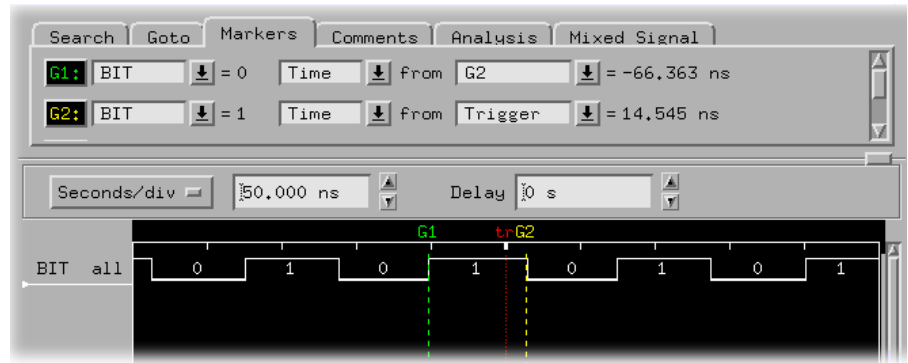 Search Goto Markers Comments Analysis Mixed Signal
G1: BIT = 0 Time from G2 = -66.363 ns
G2: BIT = 1 Time from Trigger = 14.545 ns
Seconds/div 50.000 ns Delay 0 s
G1 tr G2
BIT all 0 1 0 1 0 1 0 1